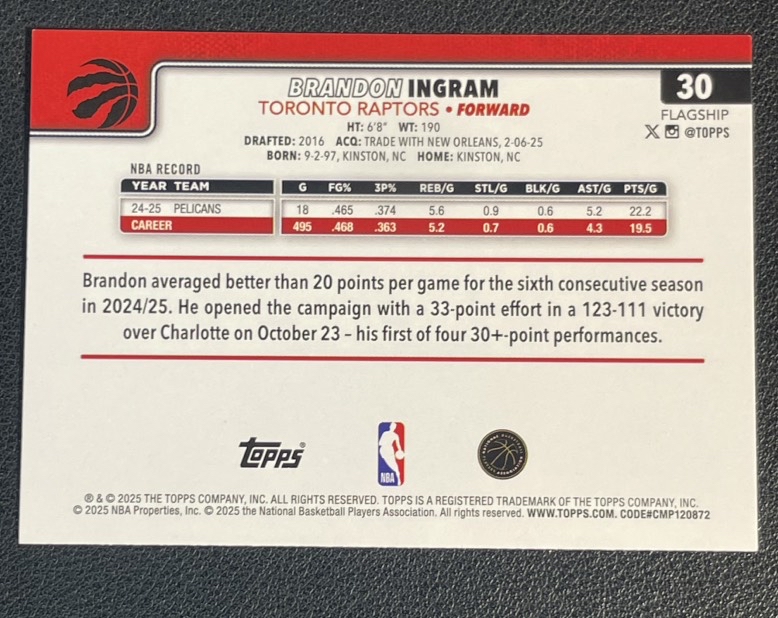 BRANDON INGRAM
30
TORONTO RAPTORS • FORWARD
FLAGSHIP
HT: 6'8" WT: 190
X @TOPPS
DRAFTED: 2016 ACQ: TRADE WITH NEW ORLEANS, 2-06-25
BORN: 9-2-97, KINSTON, NC HOME: KINSTON, NC
NBA RECORD
YEAR TEAM G FG% 3P% REB/G STL/G BLK/G AST/G PTS/G
24-25 PELICANS 18 .465 .374 5.6 0.9 0.6 5.2 22.2
CAREER 495 .468 .363 5.2 0.7 0.6 4.3 19.5
Brandon averaged better than 20 points per game for the sixth consecutive season
in 2024/25. He opened the campaign with a 33-point effort in a 123-111 victory
over Charlotte on October 23 – his first of four 30+-point performances.
topps®
NBA
® & © 2025 THE TOPPS COMPANY, INC. ALL RIGHTS RESERVED. TOPPS IS A REGISTERED TRADEMARK OF THE TOPPS COMPANY, INC.
© 2025 NBA Properties, Inc. © 2025 the National Basketball Players Association. All rights reserved. WWW.TOPPS.COM. CODE#CMP120872